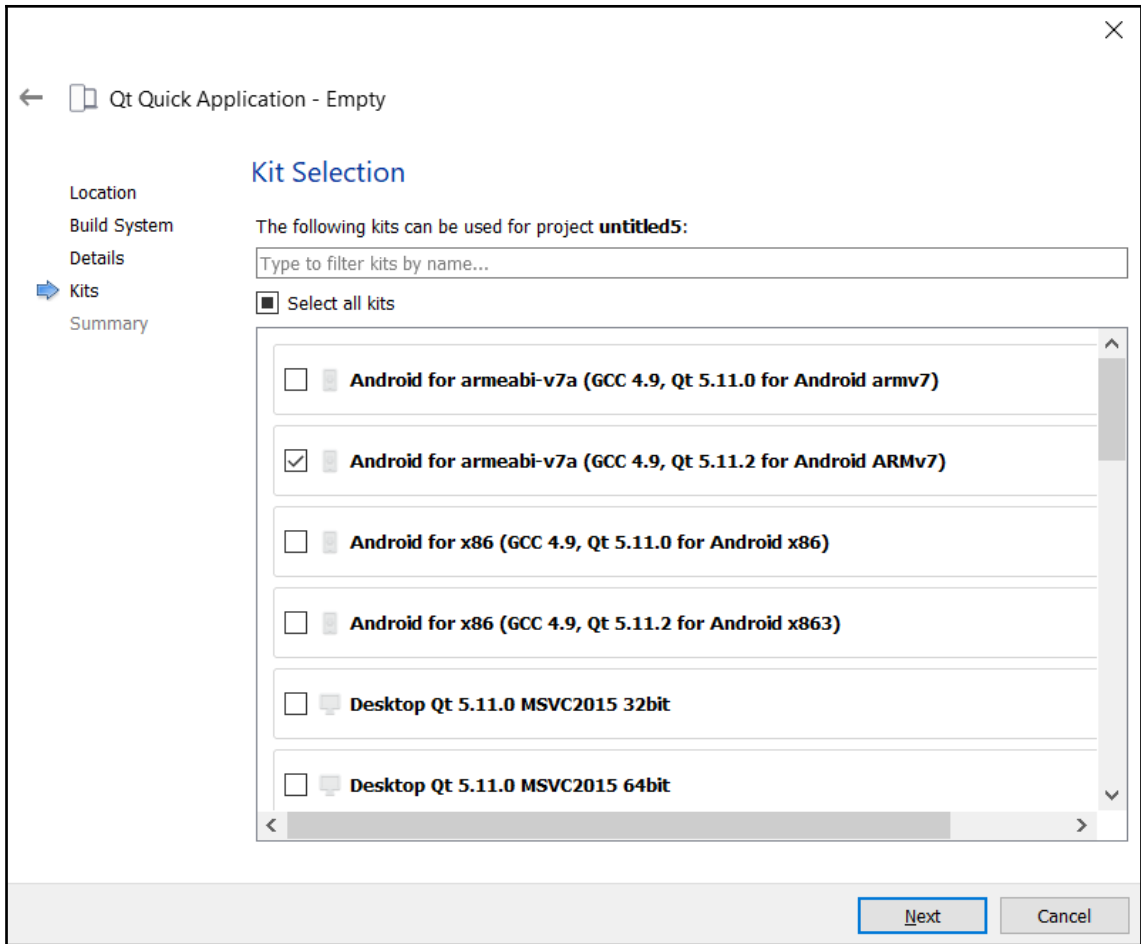 Qt Quick Application - Empty
Location
Build System
Details
Kits
Summary
Kit Selection
The following kits can be used for project untitled5:
Type to filter kits by name...
Select all kits
Android for armeabi-v7a (GCC 4.9, Qt 5.11.0 for Android armv7)
Android for armeabi-v7a (GCC 4.9, Qt 5.11.2 for Android ARMv7)
Android for x86 (GCC 4.9, Qt 5.11.0 for Android x86)
Android for x86 (GCC 4.9, Qt 5.11.2 for Android x863)
Desktop Qt 5.11.0 MSVC2015 32bit
Desktop Qt 5.11.0 MSVC2015 64bit
Next
Cancel